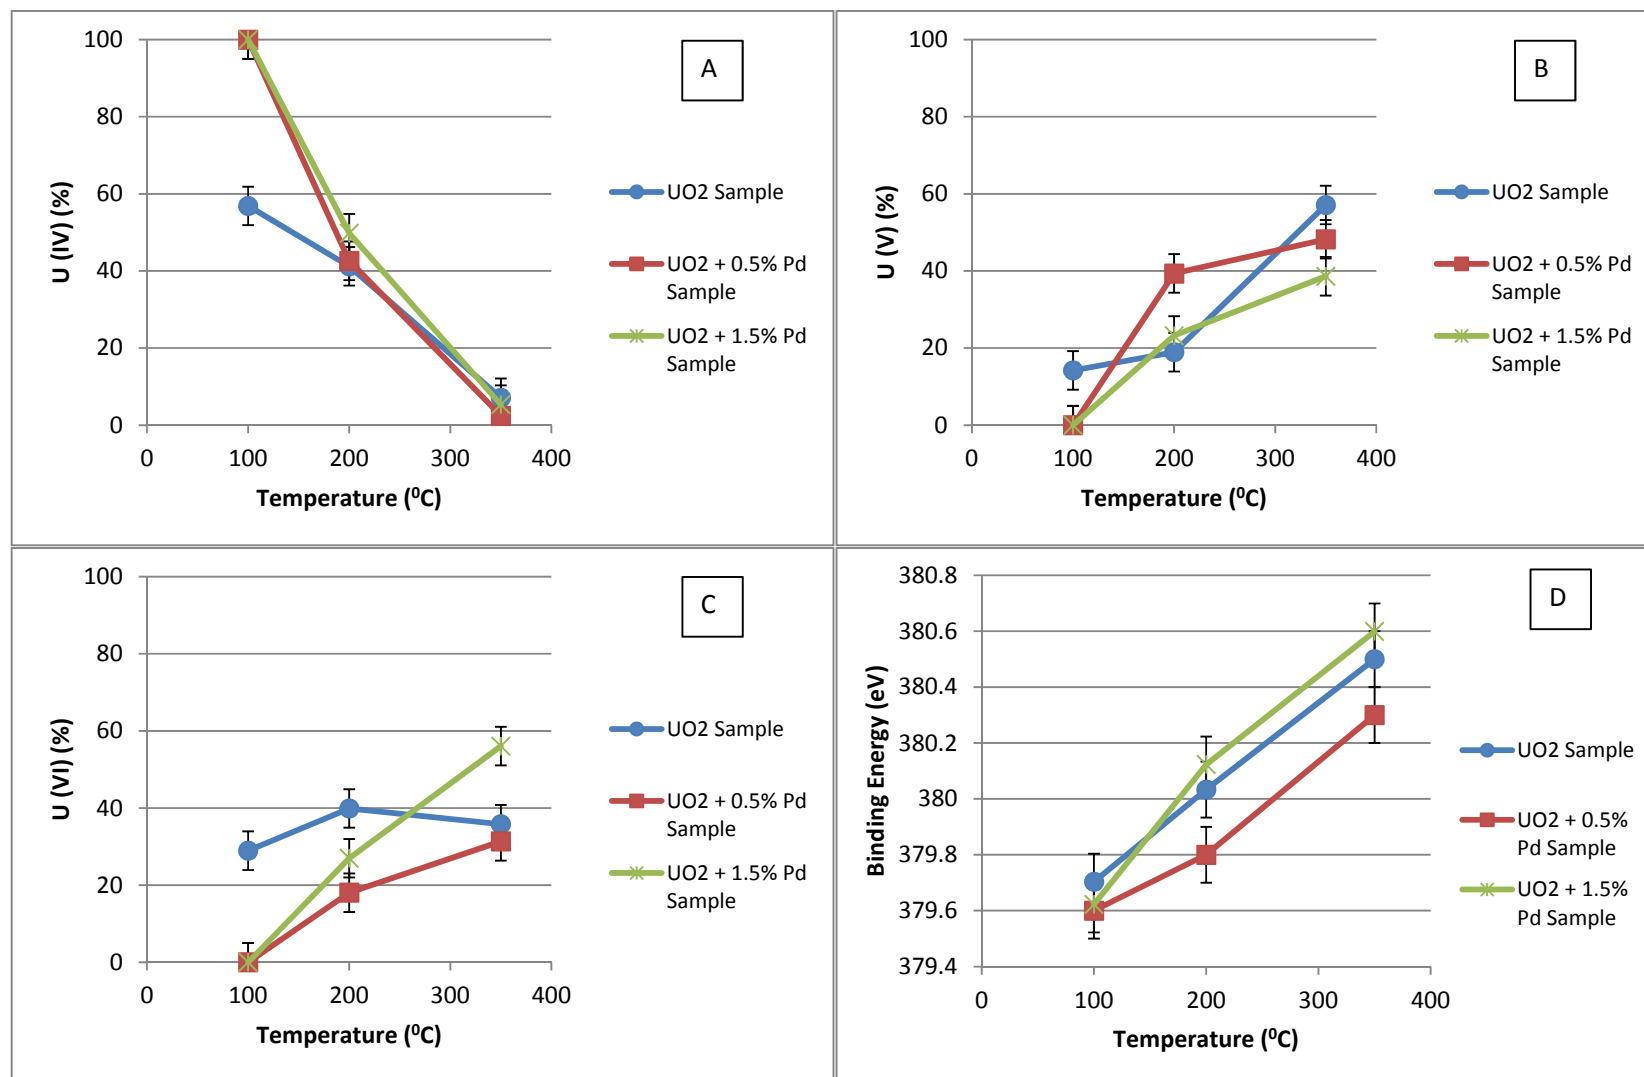 A
100
80
60
40
20
0
U (IV) (%)
0 100 200 300 400
Temperature (⁰C)
UO2 Sample
UO2 + 0.5% Pd
Sample
UO2 + 1.5% Pd
Sample
B
100
80
60
40
20
0
U (V) (%)
0 100 200 300 400
Temperature (⁰C)
UO2 Sample
UO2 + 0.5% Pd
Sample
UO2 + 1.5% Pd
Sample
C
100
80
60
40
20
0
U (VI) (%)
0 100 200 300 400
Temperature (⁰C)
UO2 Sample
UO2 + 0.5% Pd
Sample
UO2 + 1.5% Pd
Sample
D
380.8
380.6
380.4
380.2
380
379.8
379.6
379.4
Binding Energy (eV)
0 100 200 300 400
Temperature (⁰C)
UO2 Sample
UO2 + 0.5%
Pd Sample
UO2 + 1.5%
Pd Sample